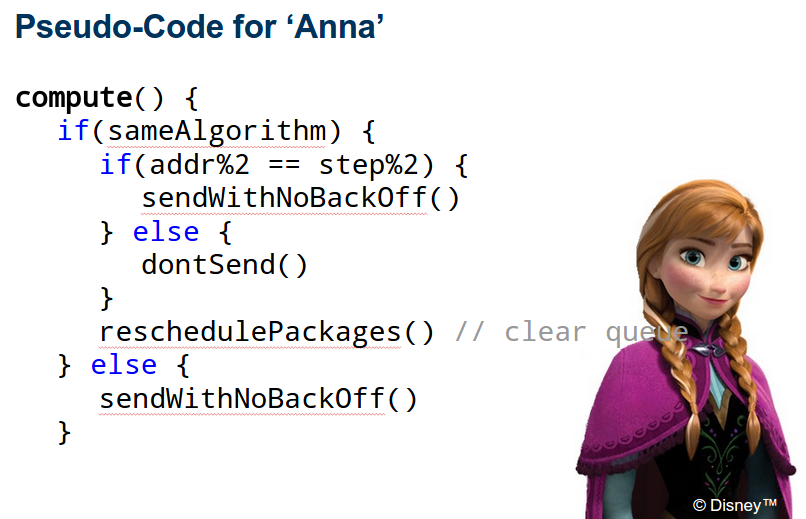 Pseudo-Code for ‘Anna’
compute() {
if(sameAlgorithm) {
if(addr%2 == step%2) {
sendWithNoBackOff()
} else {
dontSend()
}
reschedulePackages() // clear queue
} else {
sendWithNoBackOff()
}
© Disney™